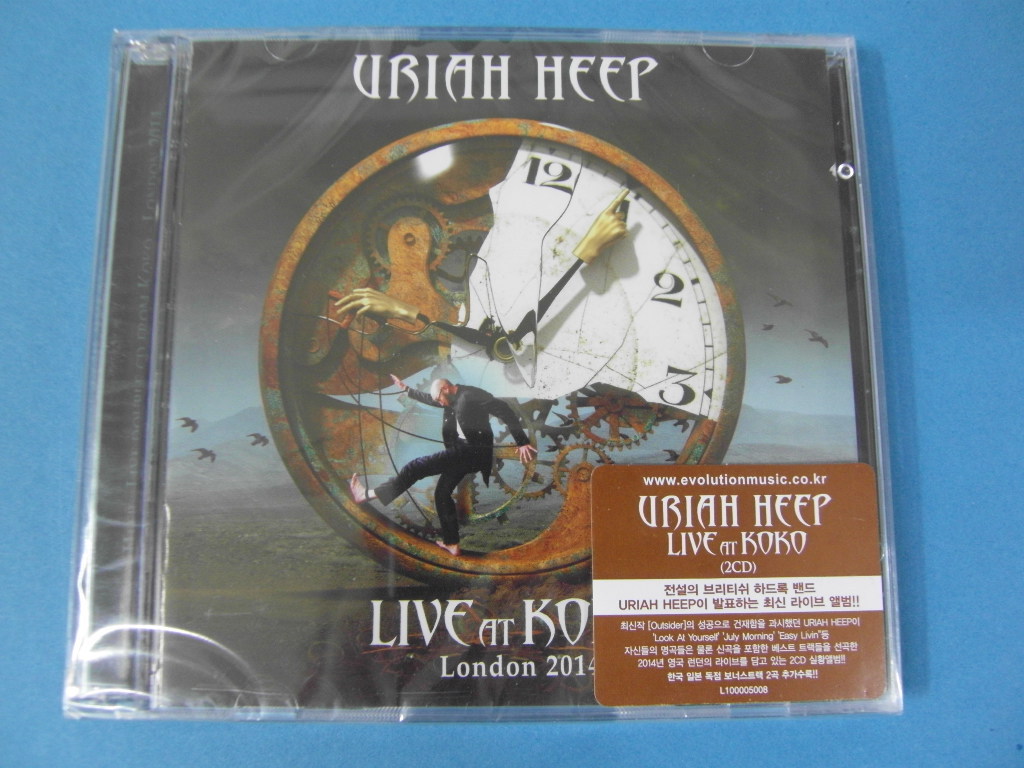 URIAH HEEP
12
2
3
LIVE AT KO
London 2014
www.evolutionmusic.co.kr
URIAH HEEP
LIVE AT KOKO
(2CD)
전설의 브리티쉬 하드록 밴드
URIAH HEEP이 발표하는 최신 라이브 앨범!!
최신작 [Outsider]의 성공으로 건재함을 과시했던 URIAH HEEP이
'Look At Yourself' 'July Morning' 'Easy Livin''등
자신들의 명곡들은 물론 신곡을 포함한 베스트 트랙들을 선곡한
2014년 영국 런던의 라이브를 담고 있는 2CD 실황앨범!!
한국 일본 독점 보너스트랙 2곡 추가수록!!
L100005008